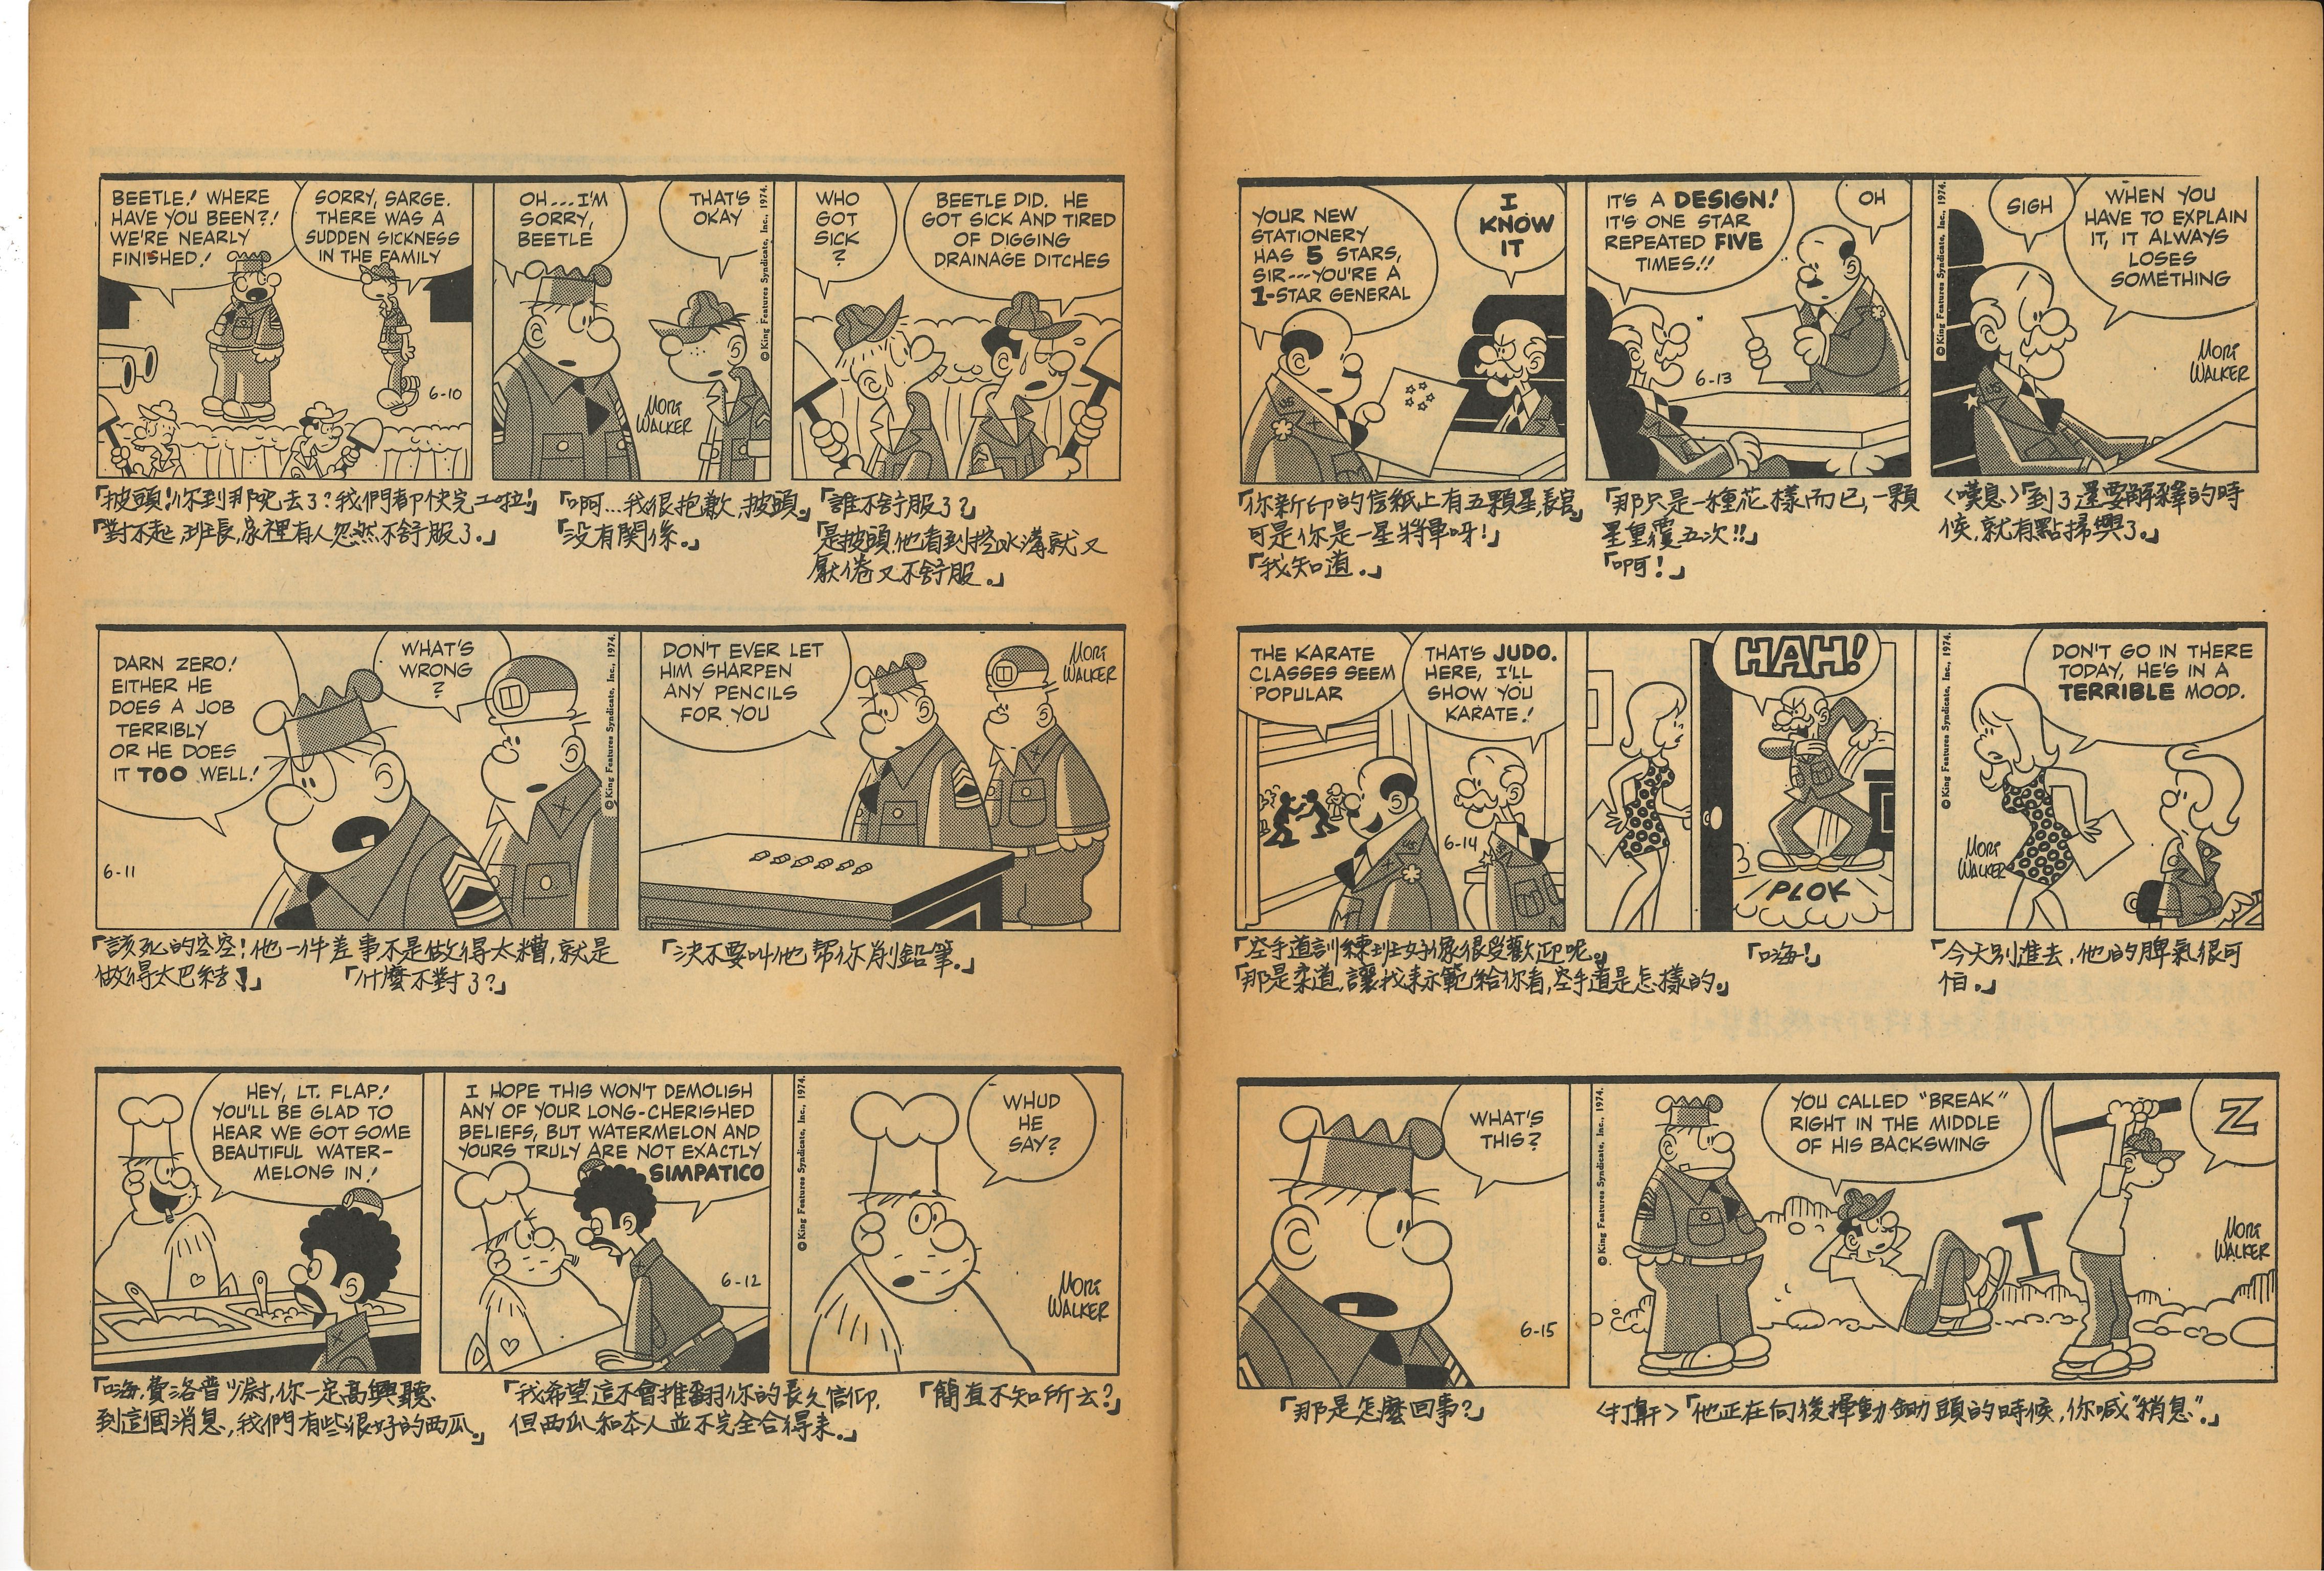 BEETLE! WHERE
HAVE YOU BEEN?!
WE'RE NEARLY
FINISHED!
SORRY, SARGE.
THERE WAS A
SUDDEN SICKNESS
IN THE FAMILY
6-10
OH...I'M
SORRY,
BEETLE
THAT'S
OKAY
MORT
WALKER
©King Features Syndicate, Inc., 1974.
WHO
GOT
SICK
?
BEETLE DID. HE
GOT SICK AND TIRED
OF DIGGING
DRAINAGE DITCHES
「披頭!你到那兒去了?我們都快完工啦!」
「對不起,班長,家裡有人忽然不舒服了。」
「啊...我很抱歉,披頭。」
「没有關係。」
「誰不舒服了?」
「是披頭,他看到挖水溝就又
厭倦又不舒服。」
DARN ZERO!
EITHER HE
DOES A JOB
TERRIBLY
OR HE DOES
IT TOO WELL!
WHAT'S
WRONG
?
6-11
©King Features Syndicate, Inc., 1974.
DON'T EVER LET
HIM SHARPEN
ANY PENCILS
FOR YOU
MORT
WALKER
「該死的空空!他一件差事不是做得太糟,就是
做得太巴結!」
「什麼不對了?」
「決不要叫他幫你削鉛筆。」
HEY, LT. FLAP!
YOU'LL BE GLAD TO
HEAR WE GOT SOME
BEAUTIFUL WATER-
MELONS IN!
I HOPE THIS WON'T DEMOLISH
ANY OF YOUR LONG-CHERISHED
BELIEFS, BUT WATERMELON AND
YOURS TRULY ARE NOT EXACTLY
SIMPATICO
6-12
©King Features Syndicate, Inc., 1974.
WHUD
HE
SAY?
MORT
WALKER
「嗨,費洛普少尉,你一定高興聽
到這個消息,我們有些很好的西瓜。」
「我希望這不會推翻你的長久信仰,
但西瓜和本人並不完全合得來。」
「簡直不知所云?」
YOUR NEW
STATIONERY
HAS 5 STARS,
SIR---YOU'RE A
1-STAR GENERAL
I
KNOW
IT
IT'S A DESIGN!
IT'S ONE STAR
REPEATED FIVE
TIMES!!
OH
6-13
©King Features Syndicate, Inc., 1974.
SIGH
WHEN YOU
HAVE TO EXPLAIN
IT, IT ALWAYS
LOSES
SOMETHING
MORT
WALKER
「你新印的信紙上有五顆星,長官,
可是你是一星將軍呀!」
「我知道.」
「那只是一種花樣而已,一顆
星重覆五次!!」
「啊!」
〈嘆息〉「到了還要解釋的時
候,就有點掃興了。」
THE KARATE
CLASSES SEEM
POPULAR
THAT'S JUDO.
HERE, I'LL
SHOW YOU
KARATE!
6-14
HAH!
PLOK
©King Features Syndicate, Inc., 1974.
DON'T GO IN THERE
TODAY, HE'S IN A
TERRIBLE MOOD.
MORT
WALKER
「空手道訓練班好像很受歡迎呢。」
「那是柔道,讓我來示範給你看,空手道是怎樣的。」
「嗨!」
「今天別進去,他的脾氣很可
怕.」
WHAT'S
THIS?
6-15
©King Features Syndicate, Inc., 1974.
YOU CALLED "BREAK"
RIGHT IN THE MIDDLE
OF HIS BACKSWING
Z
MORT
WALKER
「那是怎麼回事?」
〈打鼾〉「他正在向後揮動鋤頭的時候,你喊"稍息".」